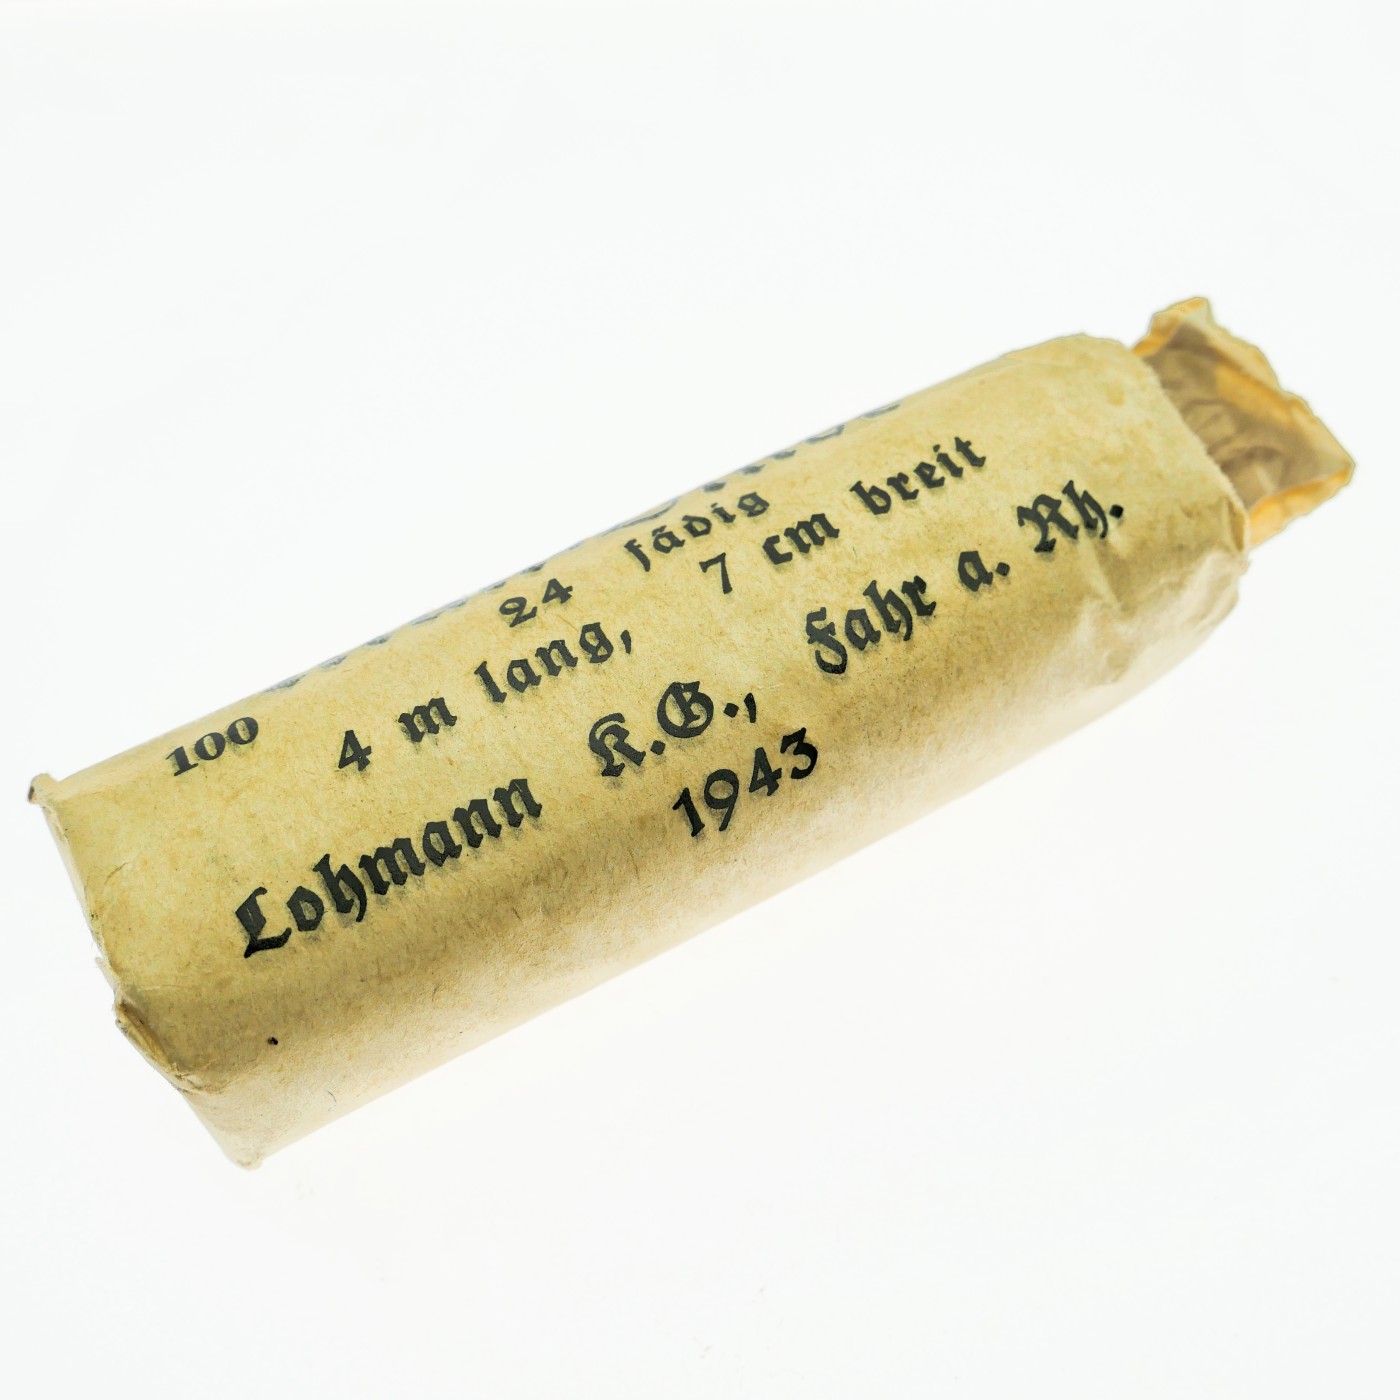 24 fädig
100 4 m lang, 7 cm breit
Lohmann K.G., Fahr a. Rh.
1943